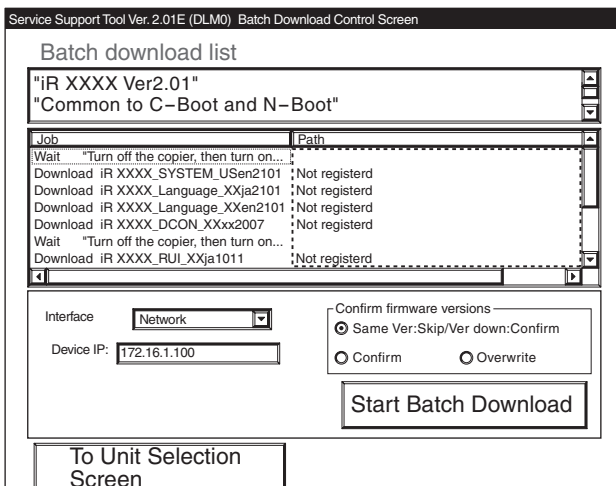 Service Support Tool Ver. 2.01E (DLM0)  Batch Download Control Screen
Batch download list
"iR XXXX Ver2.01"
"Common to C-Boot and N-Boot"
Job Path
Wait "Turn off the copier, then turn on...
Download iR XXXX_SYSTEM_USen2101 Not registerd
Download iR XXXX_Language_XXja2101 Not registerd
Download iR XXXX_Language_XXen2101 Not registerd
Download iR XXXX_DCON_XXxx2007 Not registerd
Wait "Turn off the copier, then turn on...
Download iR XXXX_RUI_XXja1011 Not registerd
Interface Network
Device IP: 172.16.1.100
Confirm firmware versions
Same Ver:Skip/Ver down:Confirm
Confirm Overwrite
Start Batch Download
To Unit Selection
Screen